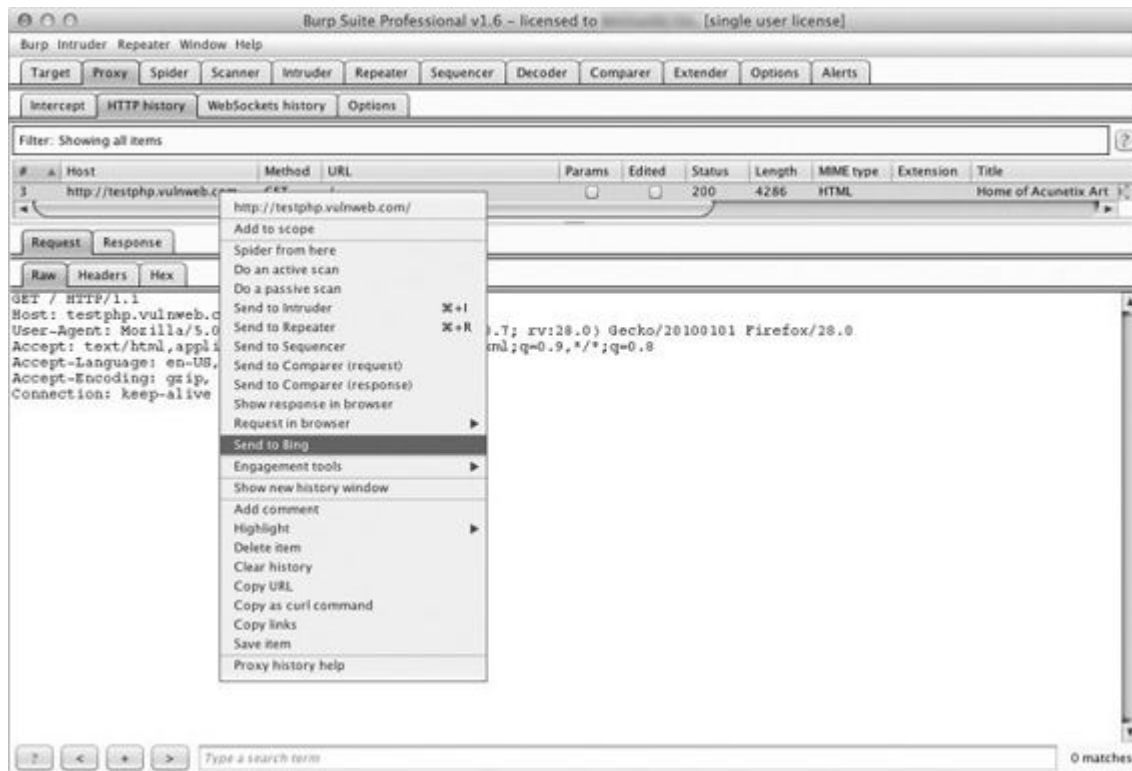 Burp Suite Professional v1.6 – licensed to [single user license]
Burp Intruder Repeater Window Help
Target Proxy Spider Scanner Intruder Repeater Sequencer Decoder Comparer Extender Options Alerts
Intercept HTTP history WebSockets history Options
Filter: Showing all items ?
# Host Method URL Params Edited Status Length MIME type Extension Title
3 http://testphp.vulnweb.com GET / 200 4286 HTML Home of Acunetix Art
http://testphp.vulnweb.com/
Add to scope
Spider from here
Do an active scan
Do a passive scan
Send to Intruder ⌘+I
Send to Repeater ⌘+R
Send to Sequencer
Send to Comparer (request)
Send to Comparer (response)
Show response in browser
Request in browser
Send to Bing
Engagement tools
Show new history window
Add comment
Highlight
Delete item
Clear history
Copy URL
Copy as curl command
Copy links
Save item
Proxy history help
Request Response
Raw Headers Hex
GET / HTTP/1.1
Host: testphp.vulnweb.c
User-Agent: Mozilla/5.0 .7; rv:28.0) Gecko/20100101 Firefox/28.0
Accept: text/html,appli ml;q=0.9,*/*;q=0.8
Accept-Language: en-US,
Accept-Encoding: gzip,
Connection: keep-alive
? < + > Type a search term 0 matches